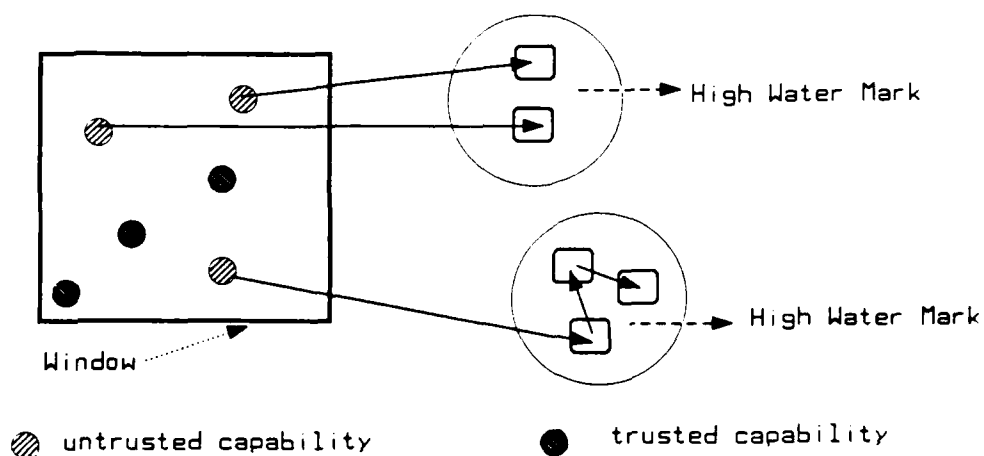 High Water Mark
High Water Mark
Window
untrusted capability
trusted capability